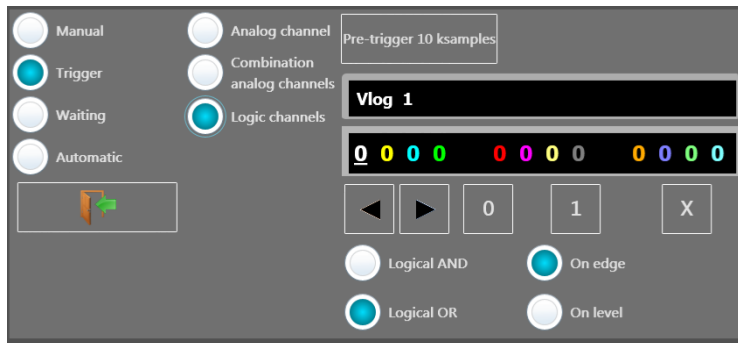 Manual
Trigger
Waiting
Automatic
Analog channel
Combination
analog channels
Logic channels
Pre-trigger 10 ksamples
Vlog 1
0 0 0 0 0 0 0 0 0 0 0 0
0 1 X
Logical AND On edge
Logical OR On level